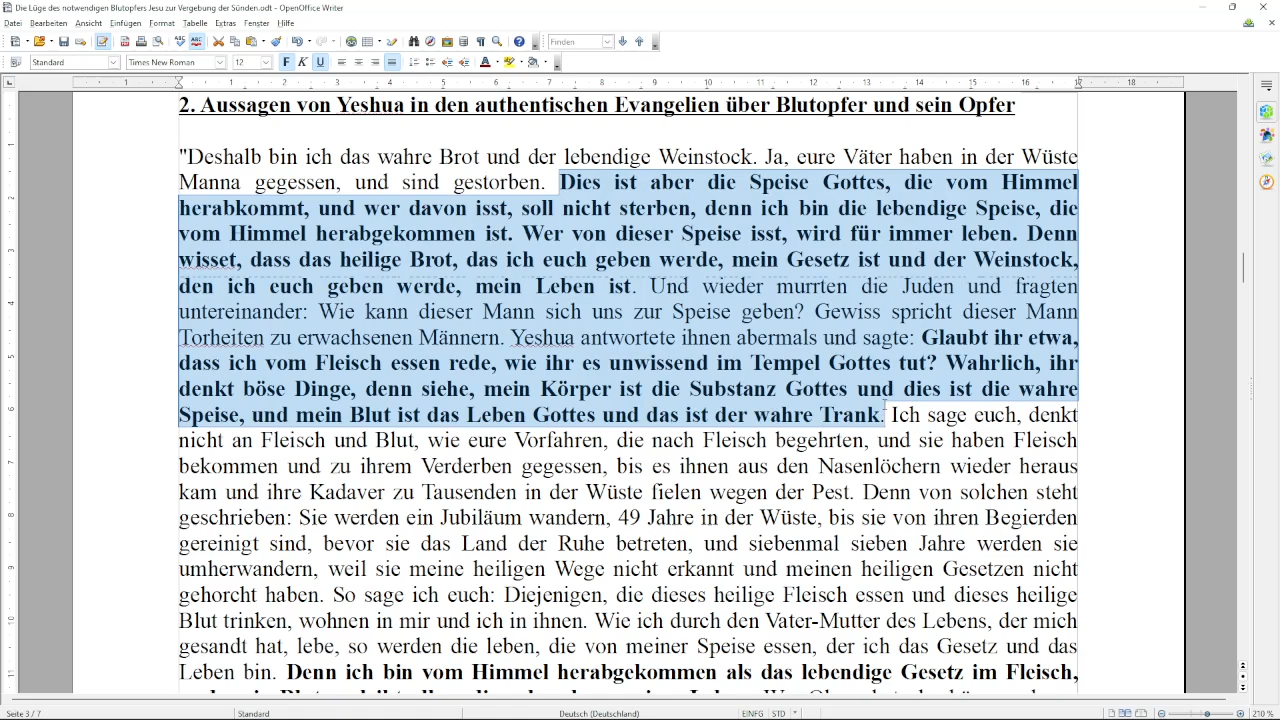 Die Lüge des notwendigen Blutopfers Jesu zur Vergebung der Sünden.odt - OpenOffice Writer
Datei Bearbeiten Ansicht Einfügen Format Tabelle Extras Fenster Hilfe
Finden
Standard Times New Roman 12 F K U
1 1 2 3 4 5 6 7 8 9 10 11 12 13 14 15 16 17 18
2. Aussagen von Yeshua in den authentischen Evangelien über Blutopfer und sein Opfer
"Deshalb bin ich das wahre Brot und der lebendige Weinstock. Ja, eure Väter haben in der Wüste
Manna gegessen, und sind gestorben. Dies ist aber die Speise Gottes, die vom Himmel
herabkommt, und wer davon isst, soll nicht sterben, denn ich bin die lebendige Speise, die
vom Himmel herabgekommen ist. Wer von dieser Speise isst, wird für immer leben. Denn
wisset, dass das heilige Brot, das ich euch geben werde, mein Gesetz ist und der Weinstock,
den ich euch geben werde, mein Leben ist. Und wieder murrten die Juden und fragten
untereinander: Wie kann dieser Mann sich uns zur Speise geben? Gewiss spricht dieser Mann
Torheiten zu erwachsenen Männern. Yeshua antwortete ihnen abermals und sagte: Glaubt ihr etwa,
dass ich vom Fleisch essen rede, wie ihr es unwissend im Tempel Gottes tut? Wahrlich, ihr
denkt böse Dinge, denn siehe, mein Körper ist die Substanz Gottes und dies ist die wahre
Speise, und mein Blut ist das Leben Gottes und das ist der wahre Trank. Ich sage euch, denkt
nicht an Fleisch und Blut, wie eure Vorfahren, die nach Fleisch begehrten, und sie haben Fleisch
bekommen und zu ihrem Verderben gegessen, bis es ihnen aus den Nasenlöchern wieder heraus
kam und ihre Kadaver zu Tausenden in der Wüste fielen wegen der Pest. Denn von solchen steht
geschrieben: Sie werden ein Jubiläum wandern, 49 Jahre in der Wüste, bis sie von ihren Begierden
gereinigt sind, bevor sie das Land der Ruhe betreten, und siebenmal sieben Jahre werden sie
umherwandern, weil sie meine heiligen Wege nicht erkannt und meinen heiligen Gesetzen nicht
gehorcht haben. So sage ich euch: Diejenigen, die dieses heilige Fleisch essen und dieses heilige
Blut trinken, wohnen in mir und ich in ihnen. Wie ich durch den Vater-Mutter des Lebens, der mich
gesandt hat, lebe, so werden die leben, die von meiner Speise essen, der ich das Gesetz und das
Leben bin. Denn ich bin vom Himmel herabgekommen als das lebendige Gesetz im Fleisch,
Seite 3 / 7 Standard Deutsch (Deutschland) EINFG STD * 210 %